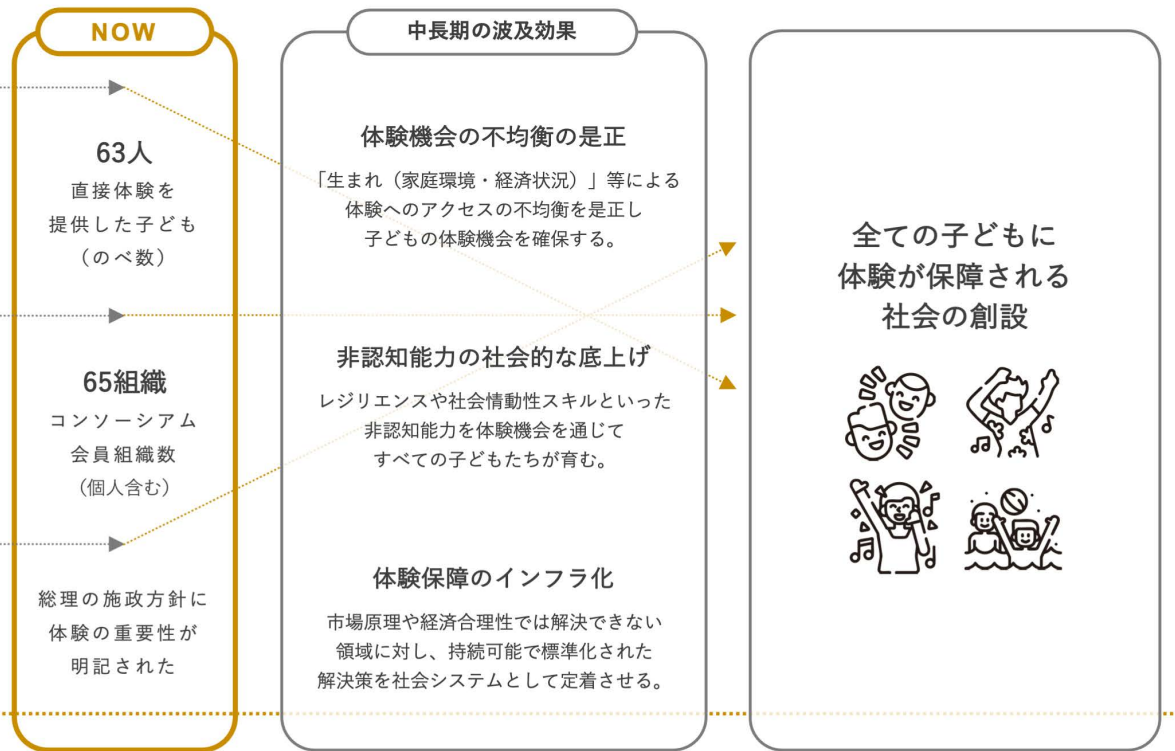 NOW
63人
直接体験を
提供した子ども
（のべ数）
65組織
コンソーシアム
会員組織数
（個人含む）
総理の施政方針に
体験の重要性が
明記された
中長期の波及効果
体験機会の不均衡の是正
「生まれ（家庭環境・経済状況）」等による
体験へのアクセスの不均衡を是正し
子どもの体験機会を確保する。
非認知能力の社会的な底上げ
レジリエンスや社会情動性スキルといった
非認知能力を体験機会を通じて
すべての子どもたちが育む。
体験保障のインフラ化
市場原理や経済合理性では解決できない
領域に対し、持続可能で標準化された
解決策を社会システムとして定着させる。
全ての子どもに
体験が保障される
社会の創設